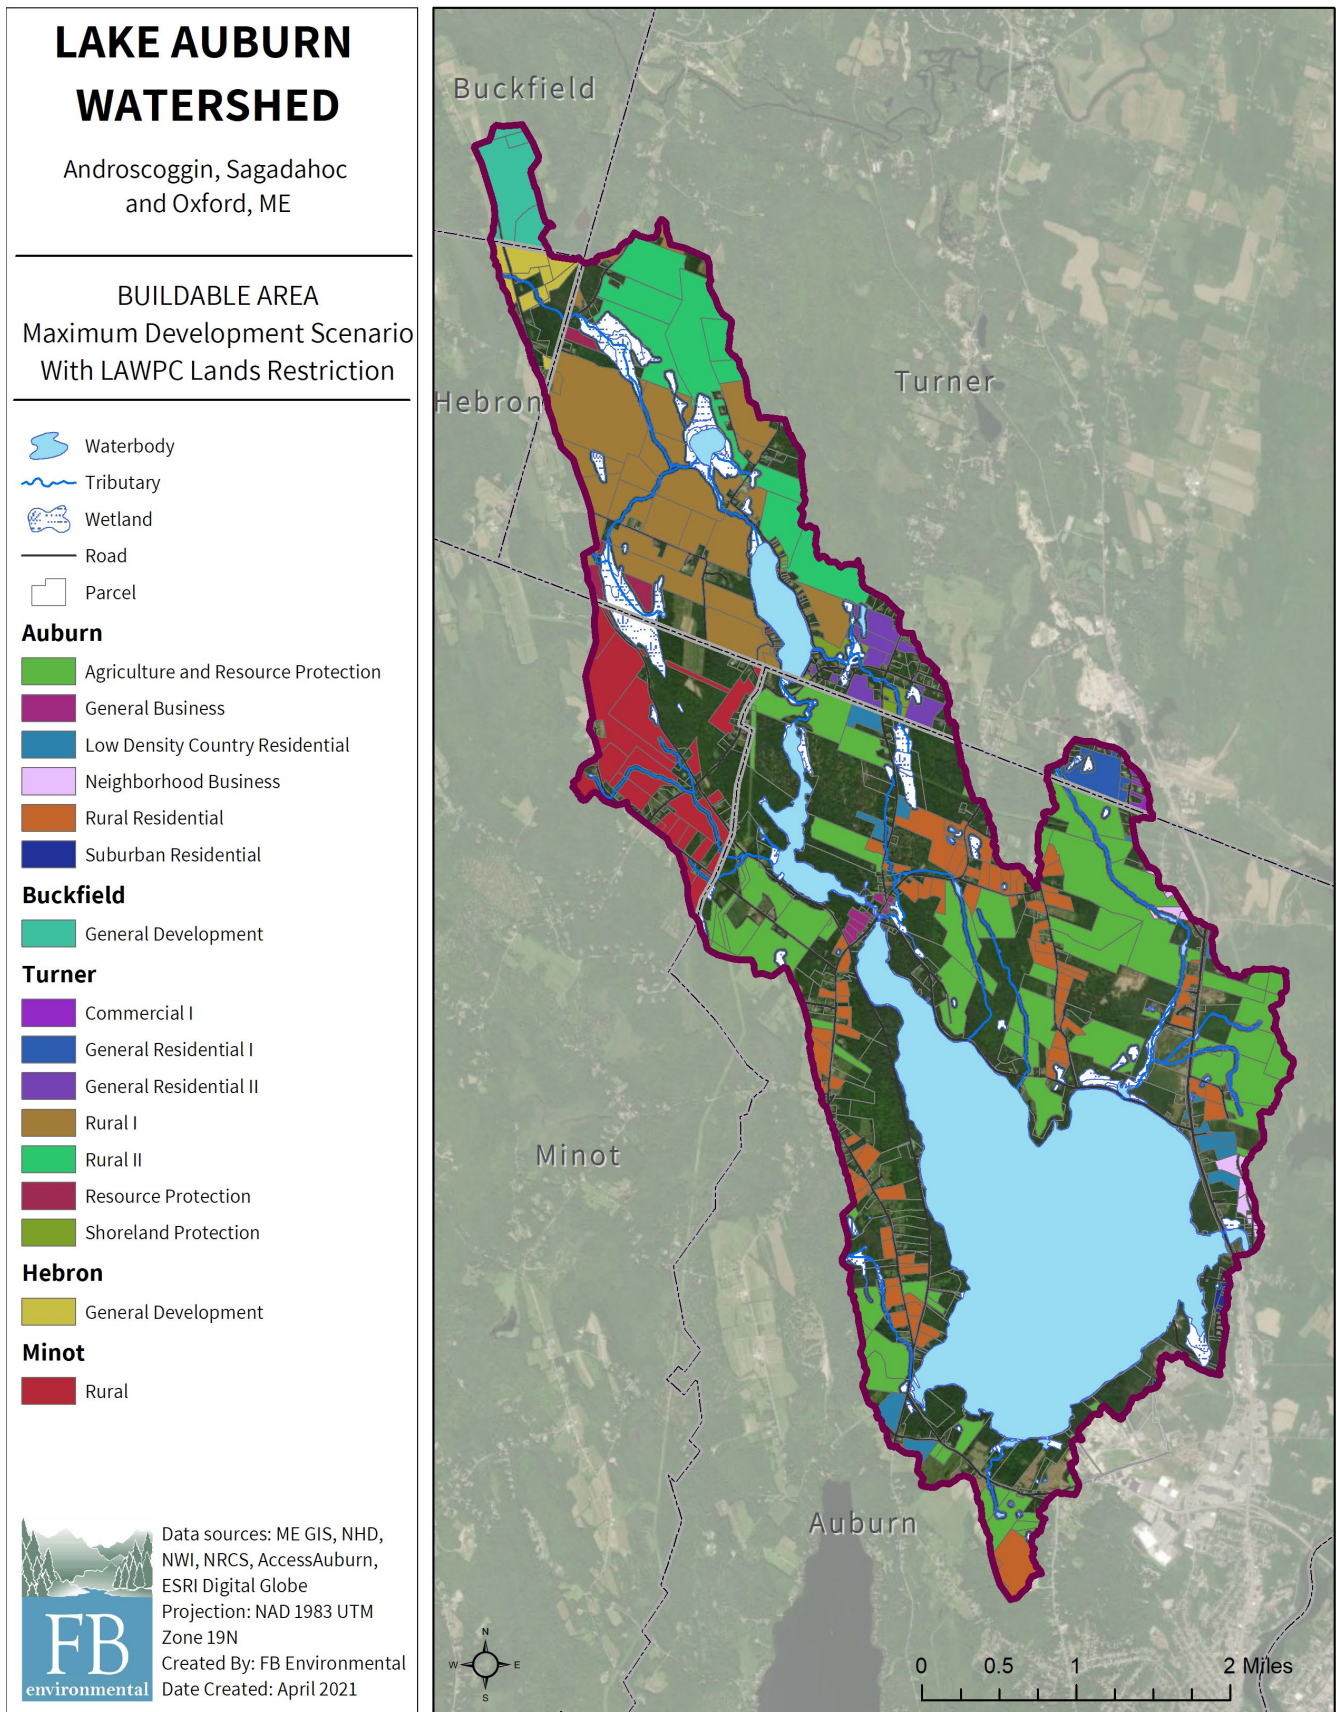 LAKE AUBURN
WATERSHED
Androscoggin, Sagadahoc
and Oxford, ME
BUILDABLE AREA
Maximum Development Scenario
With LAWPC Lands Restriction
Waterbody
Tributary
Wetland
Road
Parcel
Auburn
Agriculture and Resource Protection
General Business
Low Density Country Residential
Neighborhood Business
Rural Residential
Suburban Residential
Buckfield
General Development
Turner
Commercial I
General Residential I
General Residential II
Rural I
Rural II
Resource Protection
Shoreland Protection
Hebron
General Development
Minot
Rural
FB
environmental
Data sources: ME GIS, NHD,
NWI, NRCS, AccessAuburn,
ESRI Digital Globe
Projection: NAD 1983 UTM
Zone 19N
Created By: FB Environmental
Date Created: April 2021
Buckfield
Turner
Hebron
Minot
Auburn
N
W E
S
0 0.5 1 2 Miles